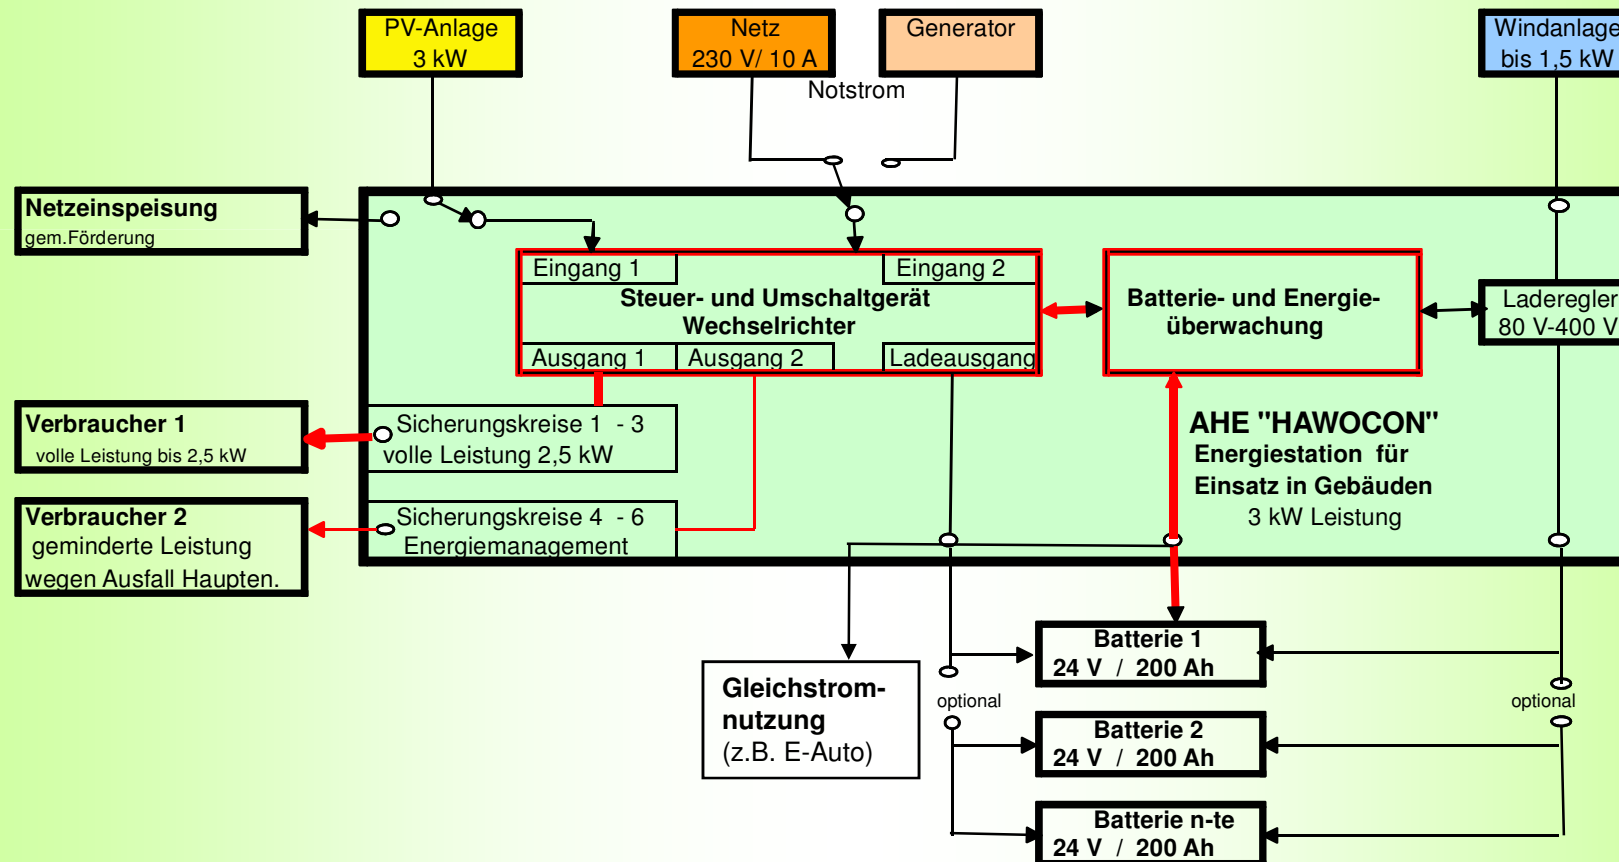 PV-Anlage
3 kW
Netz
230 V/ 10 A
Generator
Notstrom
Windanlage
bis 1,5 kW
Netzeinspeisung
gem.Förderung
Eingang 1
Eingang 2
Steuer- und Umschaltgerät
Wechselrichter
Ausgang 1
Ausgang 2
Ladeausgang
Batterie- und Energie-
überwachung
Laderegler
80 V-400 V
Verbraucher 1
volle Leistung bis 2,5 kW
Sicherungskreise 1 - 3
volle Leistung 2,5 kW
AHE "HAWOCON"
Energiestation für
Einsatz in Gebäuden
3 kW Leistung
Verbraucher 2
geminderte Leistung
wegen Ausfall Haupten.
Sicherungskreise 4 - 6
Energiemanagement
Gleichstrom-
nutzung
(z.B. E-Auto)
optional
Batterie 1
24 V / 200 Ah
optional
Batterie 2
24 V / 200 Ah
Batterie n-te
24 V / 200 Ah